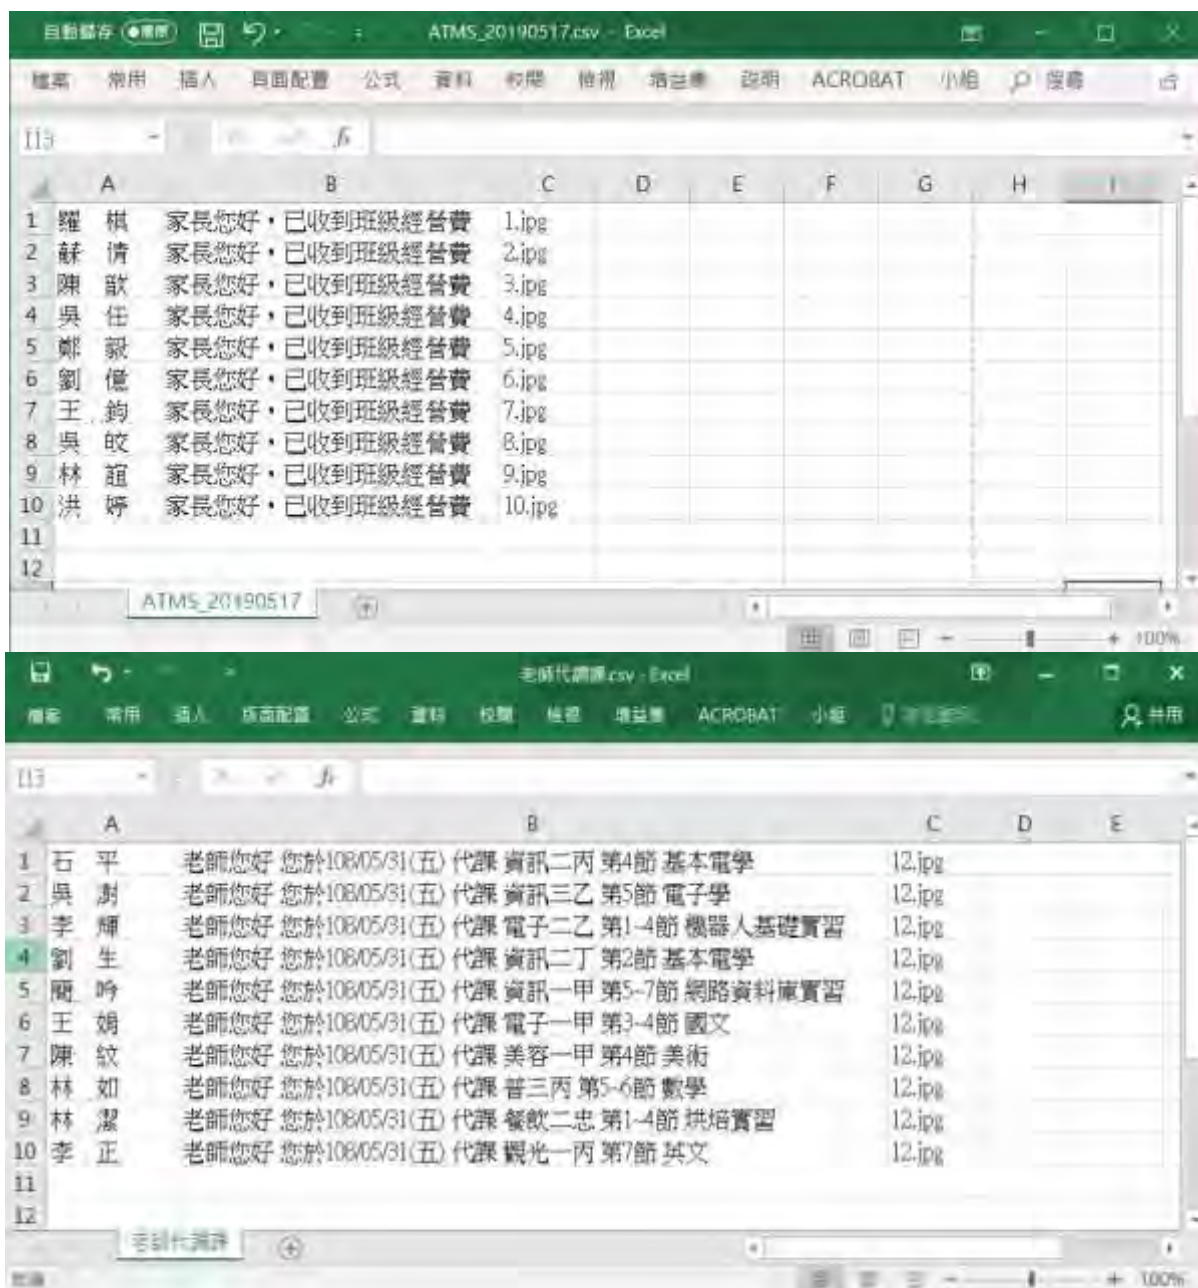 自動儲存 ATMS_20190517.csv - Excel
檔案 常用 插入 頁面配置 公式 資料 校閱 檢視 增益集 說明 ACROBAT 小組 搜尋
I13 fx
A B C D E F G H I
1 羅 棋 家長您好,已收到班級經營費 1.jpg
2 蘇 倩 家長您好,已收到班級經營費 2.jpg
3 陳 歆 家長您好,已收到班級經營費 3.jpg
4 吳 任 家長您好,已收到班級經營費 4.jpg
5 鄭 毅 家長您好,已收到班級經營費 5.jpg
6 劉 億 家長您好,已收到班級經營費 6.jpg
7 王 鈞 家長您好,已收到班級經營費 7.jpg
8 吳 皎 家長您好,已收到班級經營費 8.jpg
9 林 誼 家長您好,已收到班級經營費 9.jpg
10 洪 婷 家長您好,已收到班級經營費 10.jpg
11
12
ATMS_20190517
100%
老師代調課.csv - Excel
檔案 常用 插入 版面配置 公式 資料 校閱 檢視 增益集 ACROBAT 小組 共用
I13 fx
A B C D E
1 石 平 老師您好 您於108/05/31(五) 代課 資訊二丙 第4節 基本電學 12.jpg
2 吳 澍 老師您好 您於108/05/31(五) 代課 資訊三乙 第5節 電子學 12.jpg
3 李 輝 老師您好 您於108/05/31(五) 代課 電子二乙 第1-4節 機器人基礎實習 12.jpg
4 劉 生 老師您好 您於108/05/31(五) 代課 資訊二丁 第2節 基本電學 12.jpg
5 簡 吟 老師您好 您於108/05/31(五) 代課 資訊一甲 第5-7節 網路資料庫實習 12.jpg
6 王 娟 老師您好 您於108/05/31(五) 代課 電子一甲 第3-4節 國文 12.jpg
7 陳 紋 老師您好 您於108/05/31(五) 代課 美容一甲 第4節 美術 12.jpg
8 林 如 老師您好 您於108/05/31(五) 代課 普三丙 第5-6節 數學 12.jpg
9 林 潔 老師您好 您於108/05/31(五) 代課 餐飲二忠 第1-4節 烘焙實習 12.jpg
10 李 正 老師您好 您於108/05/31(五) 代課 觀光一丙 第7節 英文 12.jpg
11
12
老師代調課
100%